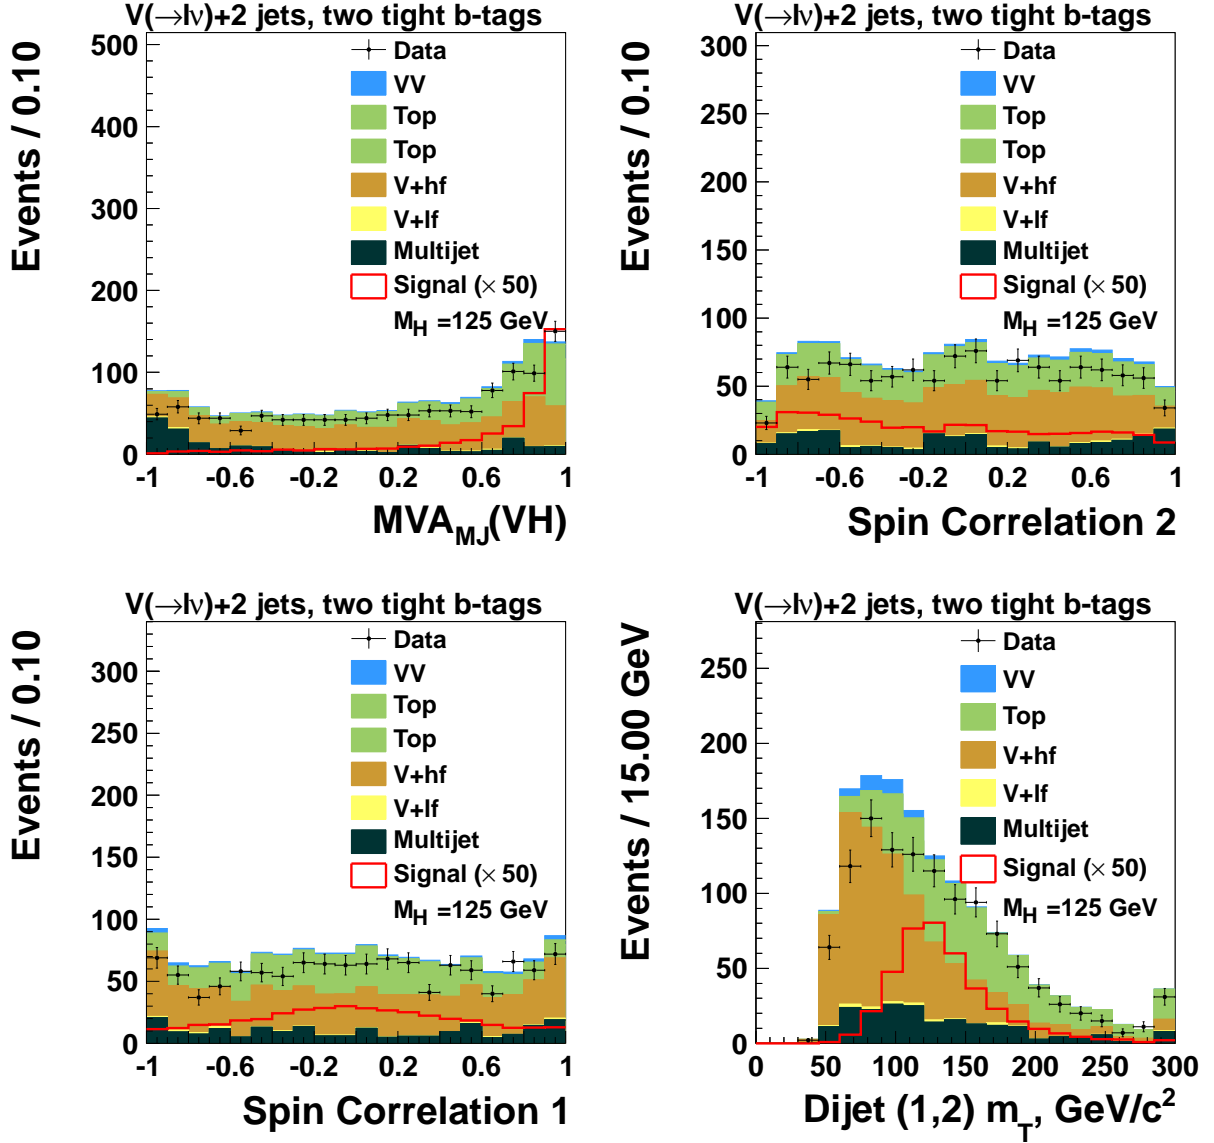 V(→lν)+2 jets, two tight b-tags
Events / 0.10
500
400
300
200
100
0
Data
VV
Top
Top
V+hf
V+lf
Multijet
Signal (× 50)
M_H =125 GeV
-1 -0.6 -0.2 0.2 0.6 1
MVA_MJ(VH)
V(→lν)+2 jets, two tight b-tags
Events / 0.10
300
250
200
150
100
50
0
Data
VV
Top
Top
V+hf
V+lf
Multijet
Signal (× 50)
M_H =125 GeV
-1 -0.6 -0.2 0.2 0.6 1
Spin Correlation 2
V(→lν)+2 jets, two tight b-tags
Events / 0.10
300
250
200
150
100
50
0
Data
VV
Top
Top
V+hf
V+lf
Multijet
Signal (× 50)
M_H =125 GeV
-1 -0.6 -0.2 0.2 0.6 1
Spin Correlation 1
V(→lν)+2 jets, two tight b-tags
Events / 15.00 GeV
250
200
150
100
50
0
Data
VV
Top
V+hf
V+lf
Multijet
Signal (× 50)
M_H =125 GeV
0 50 100 150 200 250 300
Dijet (1,2) m_T, GeV/c²